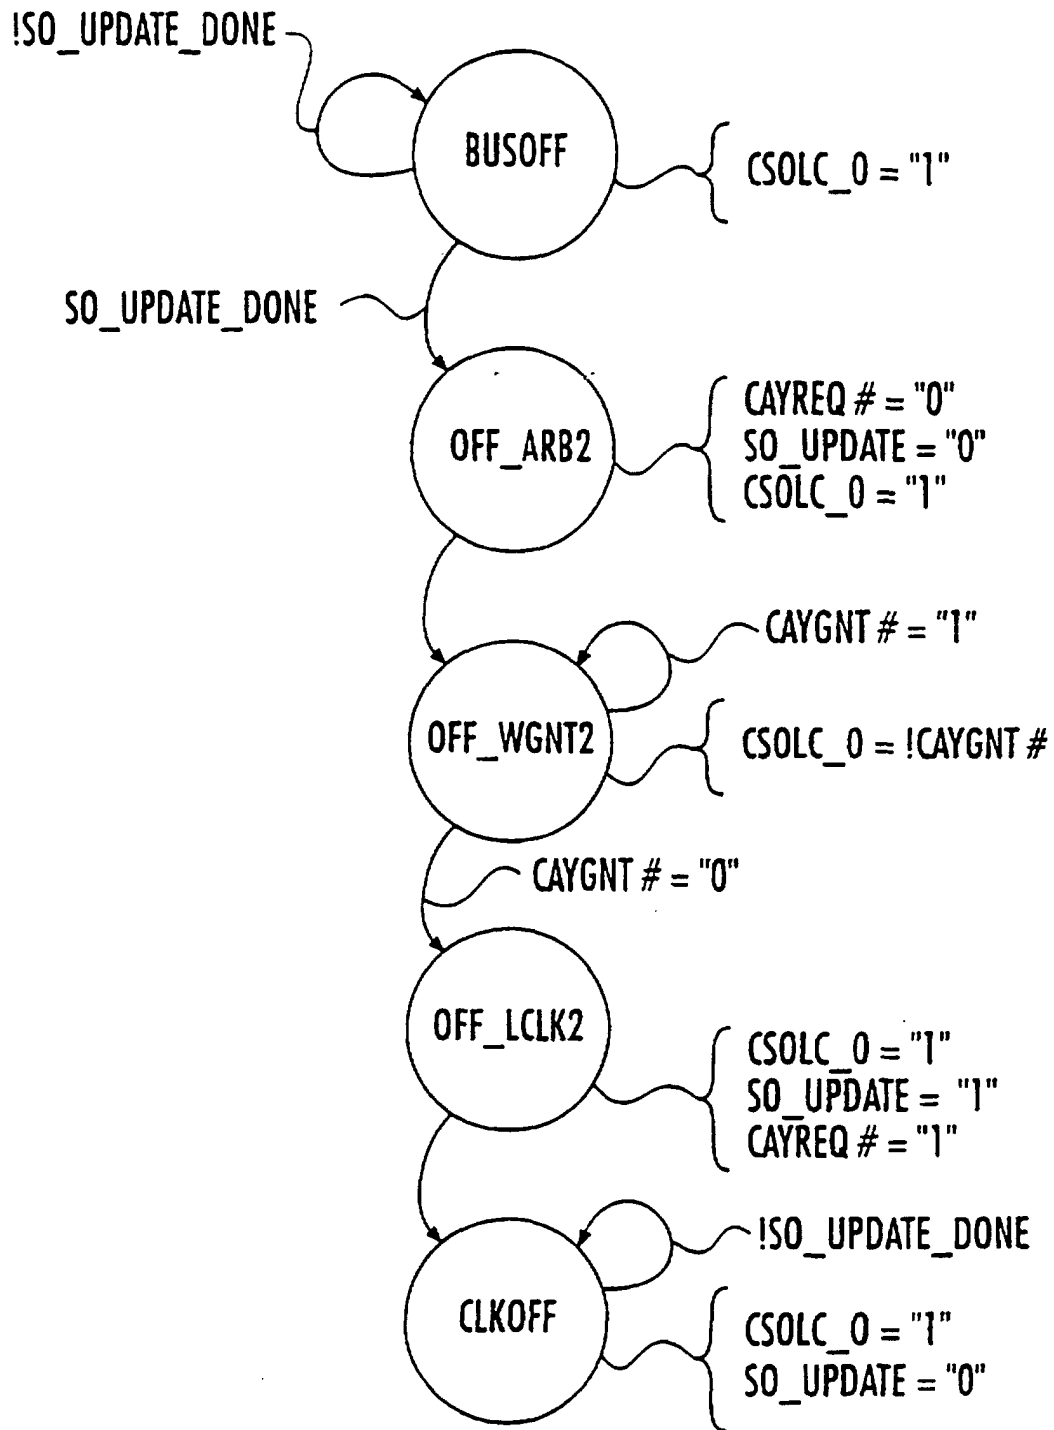 !SO_UPDATE_DONE
BUSOFF
CSOLC_0 = "1"
SO_UPDATE_DONE
OFF_ARB2
CAYREQ # = "0"
SO_UPDATE = "0"
CSOLC_0 = "1"
CAYGNT # = "1"
OFF_WGNT2
CSOLC_0 = !CAYGNT #
CAYGNT # = "0"
OFF_LCLK2
CSOLC_0 = "1"
SO_UPDATE = "1"
CAYREQ # = "1"
!SO_UPDATE_DONE
CLKOFF
CSOLC_0 = "1"
SO_UPDATE = "0"